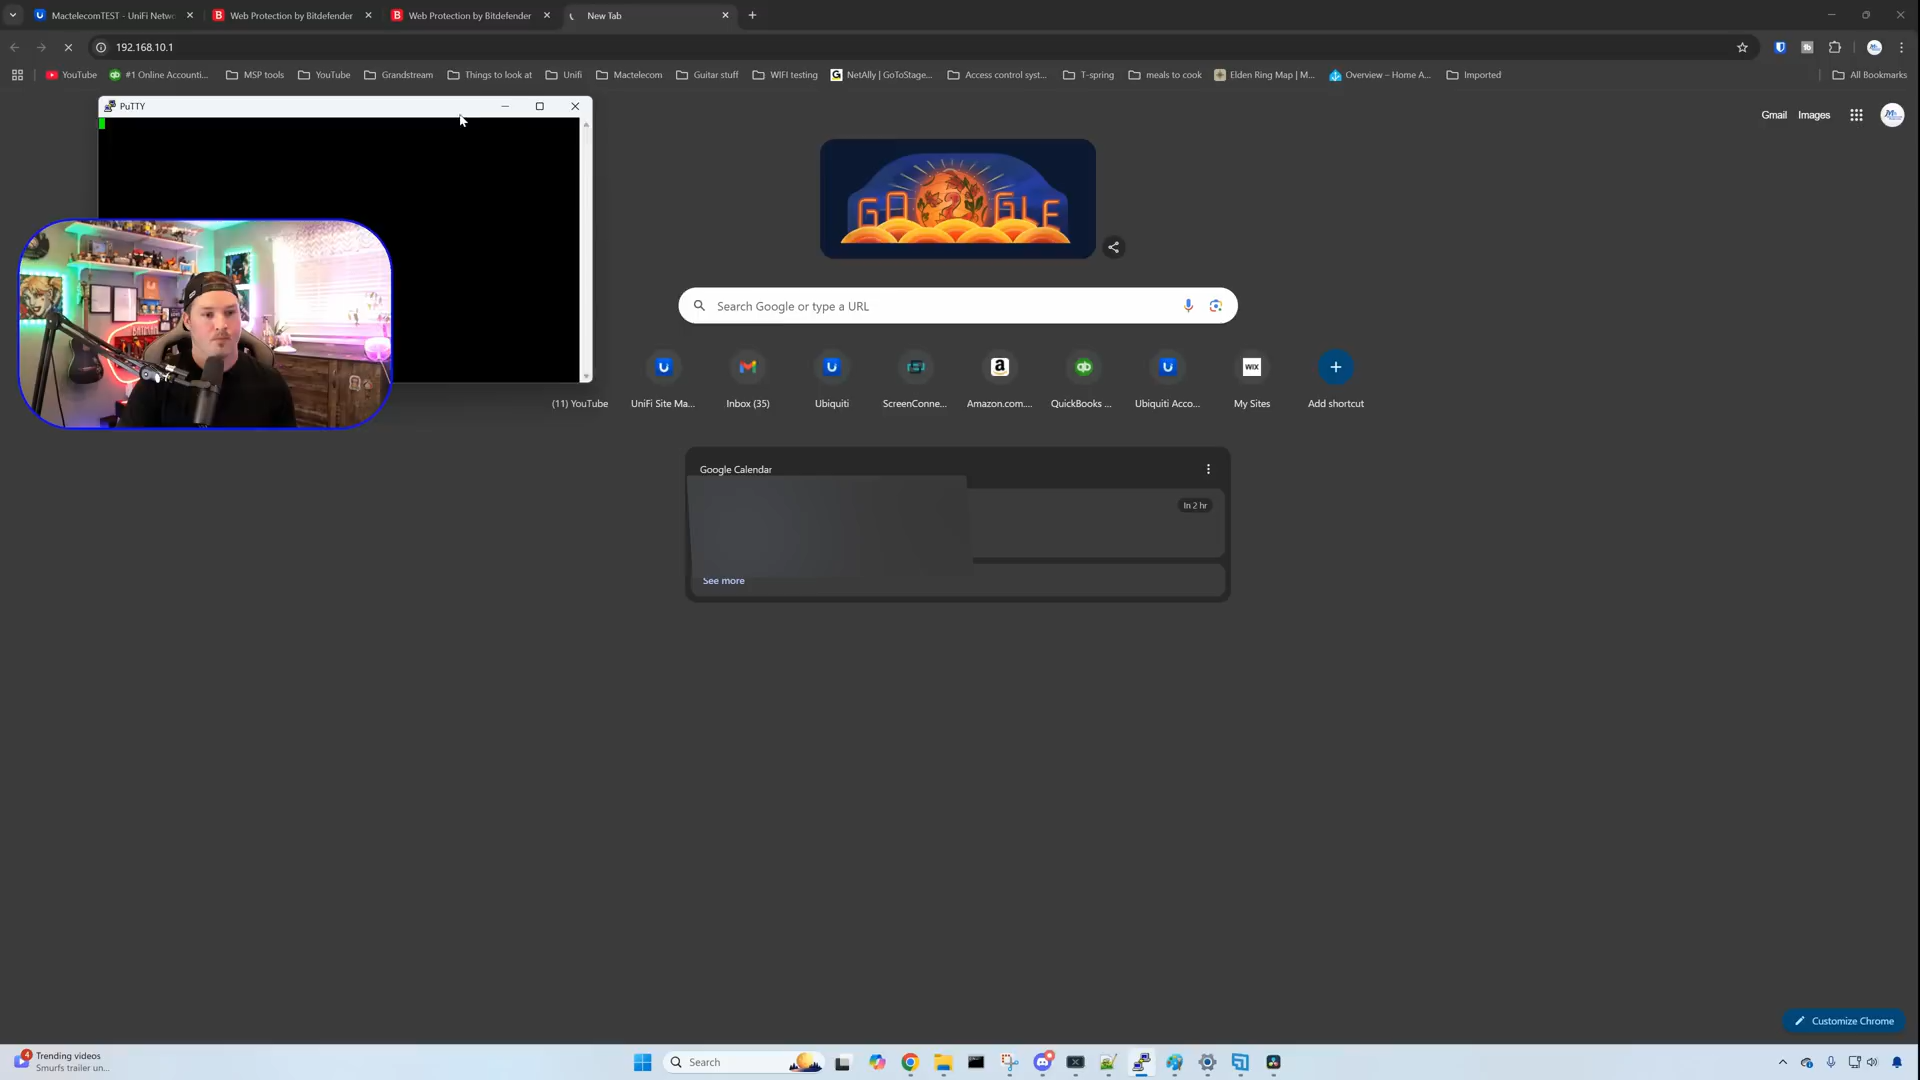 MactelecomTEST - UniFi Netwo
Web Protection by Bitdefender
Web Protection by Bitdefender
New Tab
192.168.10.1
YouTube
#1 Online Accounti...
MSP tools
YouTube
Grandstream
Things to look at
Unifi
Mactelecom
Guitar stuff
WIFI testing
NetAlly | GoToStage...
Access control syst...
T-spring
meals to cook
Elden Ring Map | M...
Overview – Home A...
Imported
All Bookmarks
PuTTY
Gmail
Images
Search Google or type a URL
(11) YouTube
UniFi Site Ma...
Inbox (35)
Ubiquiti
ScreenConne...
Amazon.com....
QuickBooks ...
Ubiquiti Acco...
WIX
My Sites
Add shortcut
Google Calendar
In 2 hr
See more
Customize Chrome
4
Trending videos
Smurfs trailer un...
Search